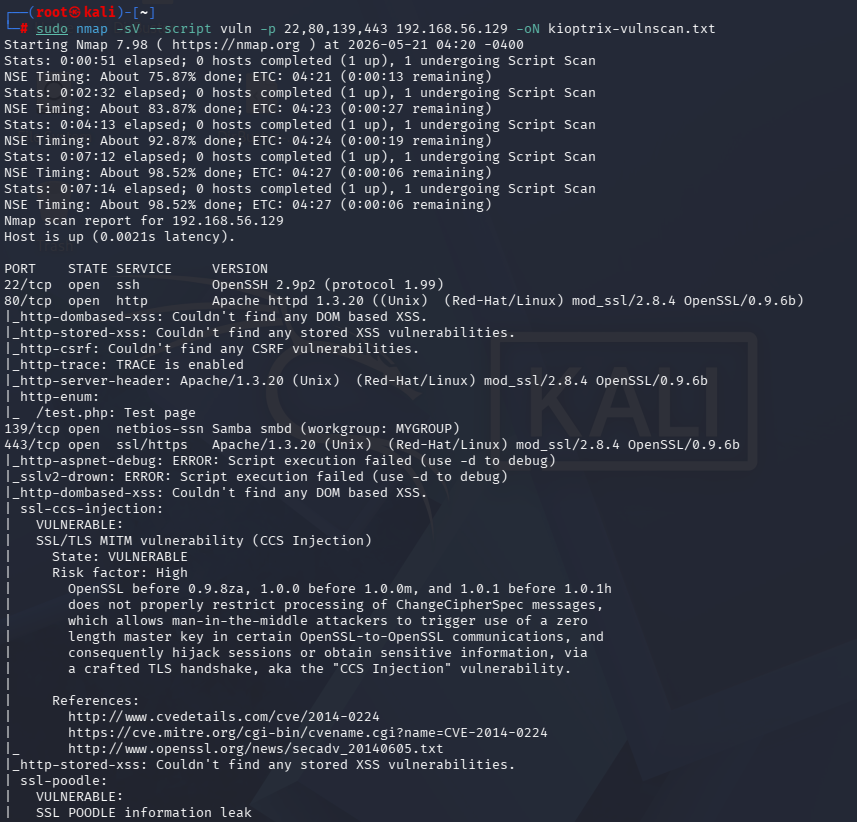 ┌──(root㉿kali)-[~]
└─# sudo nmap -sV --script vuln -p 22,80,139,443 192.168.56.129 -oN kioptrix-vulnscan.txt
Starting Nmap 7.98 ( https://nmap.org ) at 2026-05-21 04:20 -0400
Stats: 0:00:51 elapsed; 0 hosts completed (1 up), 1 undergoing Script Scan
NSE Timing: About 75.87% done; ETC: 04:21 (0:00:13 remaining)
Stats: 0:02:32 elapsed; 0 hosts completed (1 up), 1 undergoing Script Scan
NSE Timing: About 83.87% done; ETC: 04:23 (0:00:27 remaining)
Stats: 0:04:13 elapsed; 0 hosts completed (1 up), 1 undergoing Script Scan
NSE Timing: About 92.87% done; ETC: 04:24 (0:00:19 remaining)
Stats: 0:07:12 elapsed; 0 hosts completed (1 up), 1 undergoing Script Scan
NSE Timing: About 98.52% done; ETC: 04:27 (0:00:06 remaining)
Stats: 0:07:14 elapsed; 0 hosts completed (1 up), 1 undergoing Script Scan
NSE Timing: About 98.52% done; ETC: 04:27 (0:00:06 remaining)
Nmap scan report for 192.168.56.129
Host is up (0.0021s latency).

PORT    STATE SERVICE     VERSION
22/tcp  open  ssh         OpenSSH 2.9p2 (protocol 1.99)
80/tcp  open  http        Apache httpd 1.3.20 ((Unix)  (Red-Hat/Linux) mod_ssl/2.8.4 OpenSSL/0.9.6b)
|_http-dombased-xss: Couldn't find any DOM based XSS.
|_http-stored-xss: Couldn't find any stored XSS vulnerabilities.
|_http-csrf: Couldn't find any CSRF vulnerabilities.
|_http-trace: TRACE is enabled
|_http-server-header: Apache/1.3.20 (Unix)  (Red-Hat/Linux) mod_ssl/2.8.4 OpenSSL/0.9.6b
| http-enum:
|_  /test.php: Test page
139/tcp open  netbios-ssn Samba smbd (workgroup: MYGROUP)
443/tcp open  ssl/https   Apache/1.3.20 (Unix)  (Red-Hat/Linux) mod_ssl/2.8.4 OpenSSL/0.9.6b
|_http-aspnet-debug: ERROR: Script execution failed (use -d to debug)
|_sslv2-drown: ERROR: Script execution failed (use -d to debug)
|_http-dombased-xss: Couldn't find any DOM based XSS.
| ssl-ccs-injection:
|   VULNERABLE:
|   SSL/TLS MITM vulnerability (CCS Injection)
|     State: VULNERABLE
|     Risk factor: High
|       OpenSSL before 0.9.8za, 1.0.0 before 1.0.0m, and 1.0.1 before 1.0.1h
|       does not properly restrict processing of ChangeCipherSpec messages,
|       which allows man-in-the-middle attackers to trigger use of a zero
|       length master key in certain OpenSSL-to-OpenSSL communications, and
|       consequently hijack sessions or obtain sensitive information, via
|       a crafted TLS handshake, aka the "CCS Injection" vulnerability.
|
|     References:
|       http://www.cvedetails.com/cve/2014-0224
|       https://cve.mitre.org/cgi-bin/cvename.cgi?name=CVE-2014-0224
|_      http://www.openssl.org/news/secadv_20140605.txt
|_http-stored-xss: Couldn't find any stored XSS vulnerabilities.
| ssl-poodle:
|   VULNERABLE:
|   SSL POODLE information leak
KALI